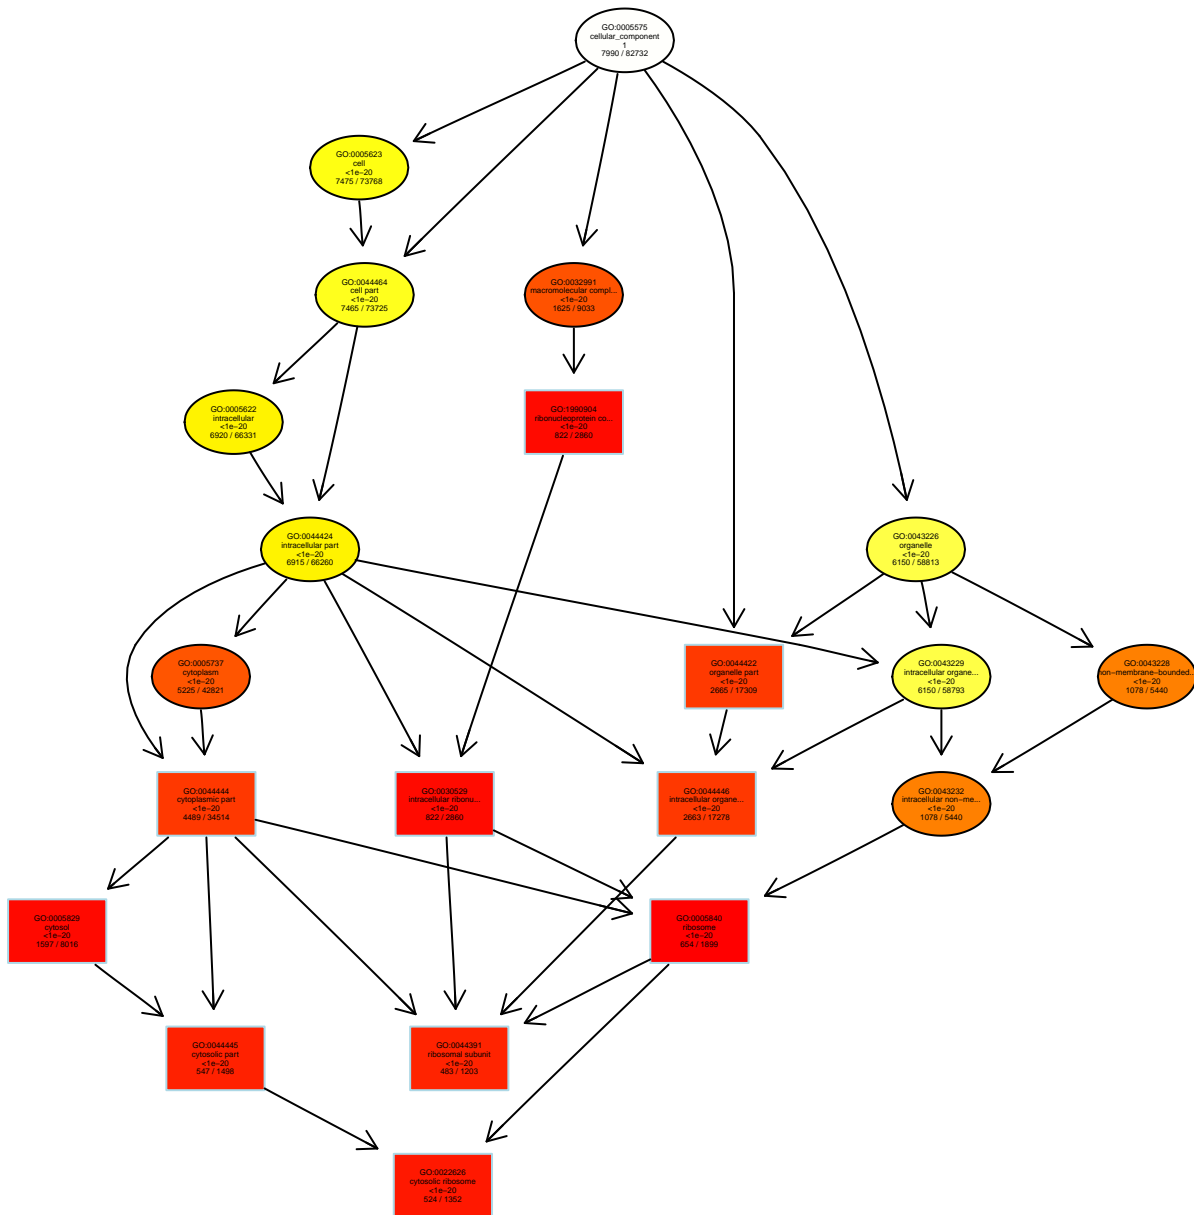 GO:0005575
cellular_component
1
7990 / 82732
GO:0005623
cell
<1e−20
7475 / 73768
GO:0044464
cell part
<1e−20
7465 / 73725
GO:0032991
macromolecular compl...
<1e−20
1625 / 9033
GO:0005622
intracellular
<1e−20
6920 / 66331
GO:1990904
ribonucleoprotein co...
<1e−20
822 / 2860
GO:0044424
intracellular part
<1e−20
6915 / 66260
GO:0043226
organelle
<1e−20
6150 / 58813
GO:0005737
cytoplasm
<1e−20
5225 / 42821
GO:0044422
organelle part
<1e−20
2665 / 17309
GO:0043229
intracellular organe...
<1e−20
6150 / 58793
GO:0043228
non−membrane−bounded...
<1e−20
1078 / 5440
GO:0044444
cytoplasmic part
<1e−20
4489 / 34514
GO:0030529
intracellular ribonu...
<1e−20
822 / 2860
GO:0044446
intracellular organe...
<1e−20
2663 / 17278
GO:0043232
intracellular non−me...
<1e−20
1078 / 5440
GO:0005829
cytosol
<1e−20
1597 / 8016
GO:0005840
ribosome
<1e−20
654 / 1899
GO:0044445
cytosolic part
<1e−20
547 / 1498
GO:0044391
ribosomal subunit
<1e−20
483 / 1203
GO:0022626
cytosolic ribosome
<1e−20
524 / 1352